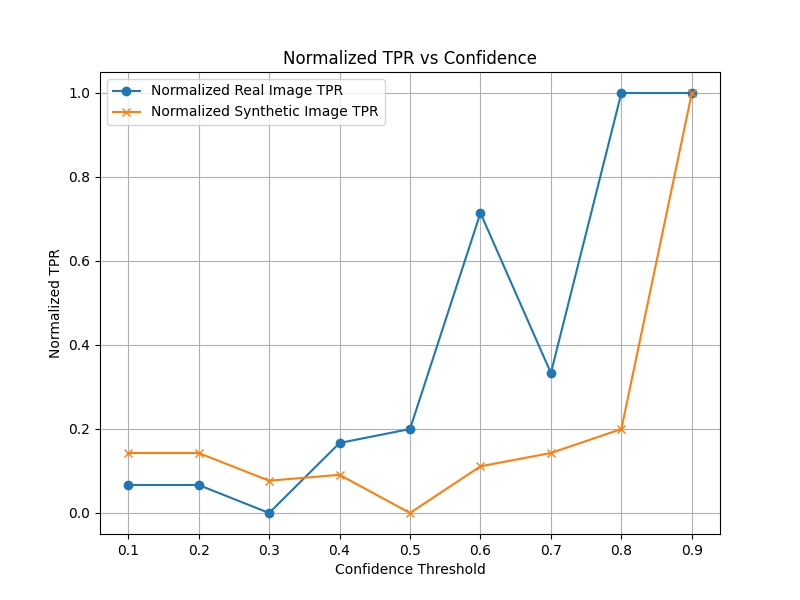 Normalized TPR vs Confidence
Normalized Real Image TPR
Normalized Synthetic Image TPR
1.0
0.8
0.6
0.4
0.2
0.0
Normalized TPR
0.1 0.2 0.3 0.4 0.5 0.6 0.7 0.8 0.9
Confidence Threshold